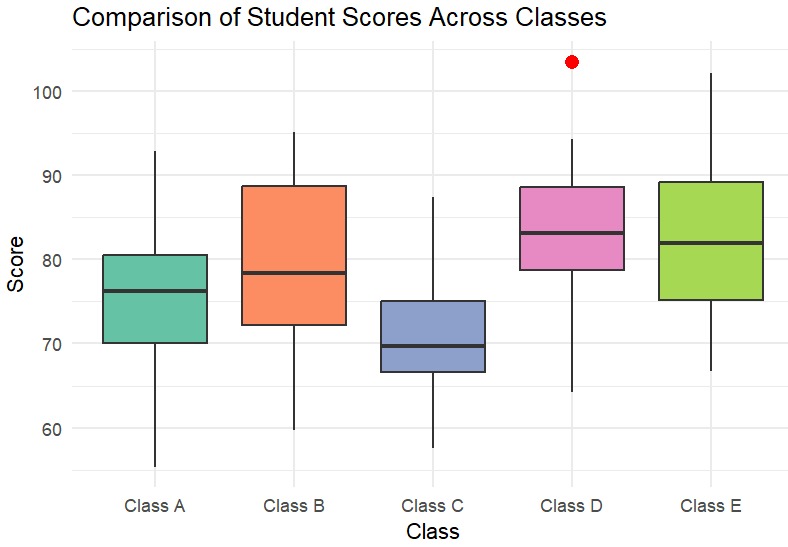 Comparison of Student Scores Across Classes
100
90
80
70
60
Score
Class A Class B Class C Class D Class E
Class